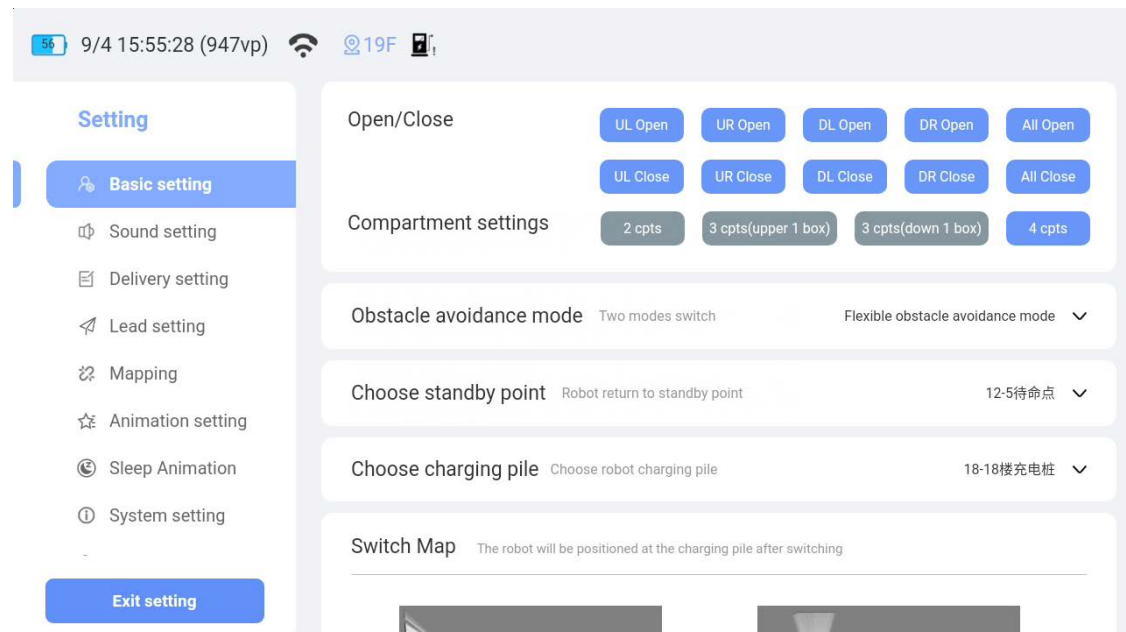 56 9/4 15:55:28 (947vp) 19F
Setting
Basic setting
Sound setting
Delivery setting
Lead setting
Mapping
Animation setting
Sleep Animation
System setting
Exit setting
Open/Close
UL Open UR Open DL Open DR Open All Open
UL Close UR Close DL Close DR Close All Close
Compartment settings 2 cpts 3 cpts(upper 1 box) 3 cpts(down 1 box) 4 cpts
Obstacle avoidance mode Two modes switch Flexible obstacle avoidance mode
Choose standby point Robot return to standby point 12-5待命点
Choose charging pile Choose robot charging pile 18-18楼充电桩
Switch Map The robot will be positioned at the charging pile after switching